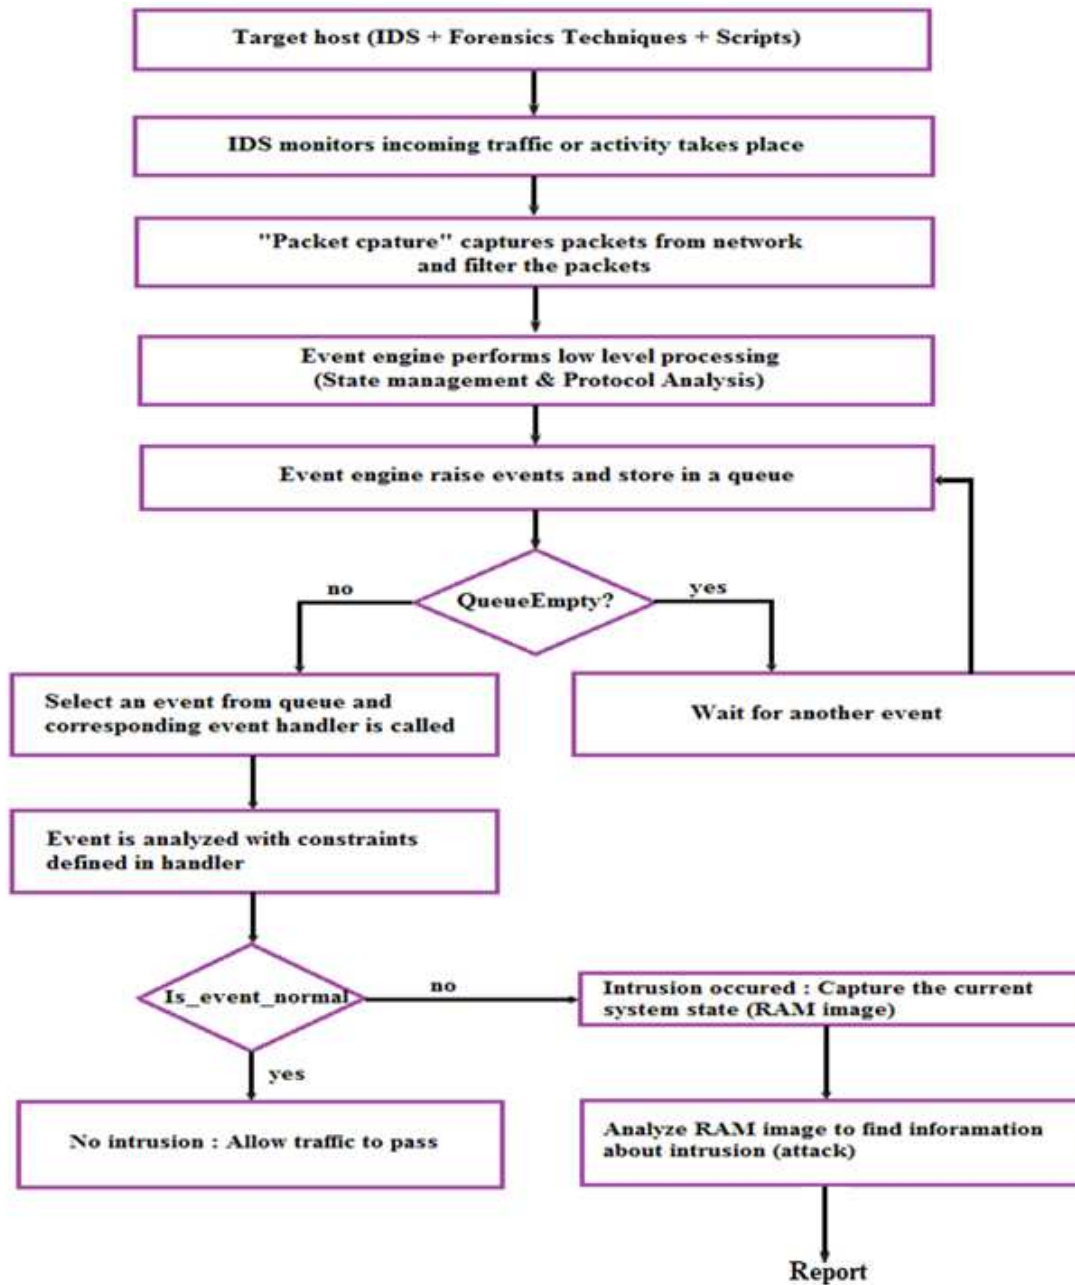 Target host (IDS + Forensics Techniques + Scripts)
IDS monitors incoming traffic or activity takes place
"Packet cpature" captures packets from network
and filter the packets
Event engine performs low level processing
(State management & Protocol Analysis)
Event engine raise events and store in a queue
no
QueueEmpty?
yes
Select an event from queue and
corresponding event handler is called
Wait for another event
Event is analyzed with constraints
defined in handler
Is_event_normal
no
Intrusion occured : Capture the current
system state (RAM image)
yes
No intrusion : Allow traffic to pass
Analyze RAM image to find inforamation
about intrusion (attack)
Report